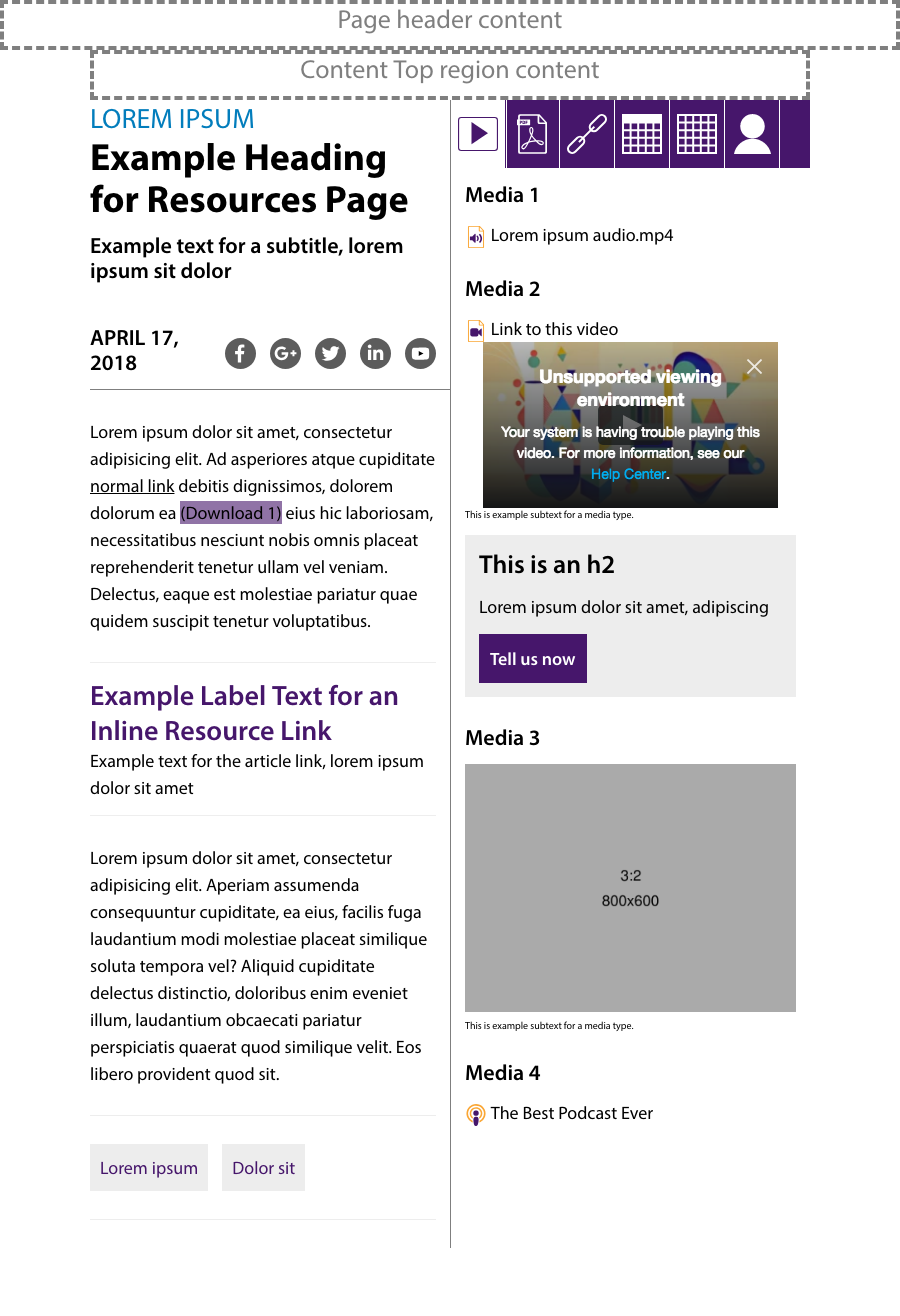 Page header content
Content Top region content
LOREM IPSUM
Example Heading
for Resources Page
Example text for a subtitle, lorem
ipsum sit dolor
APRIL 17,
2018
Lorem ipsum dolor sit amet, consectetur
adipisicing elit. Ad asperiores atque cupiditate
normal link debitis dignissimos, dolorem
dolorum ea (Download 1) eius hic laboriosam,
necessitatibus nesciunt nobis omnis placeat
reprehenderit tenetur ullam vel veniam.
Delectus, eaque est molestiae pariatur quae
quidem suscipit tenetur voluptatibus.
Example Label Text for an
Inline Resource Link
Example text for the article link, lorem ipsum
dolor sit amet
Lorem ipsum dolor sit amet, consectetur
adipisicing elit. Aperiam assumenda
consequuntur cupiditate, ea eius, facilis fuga
laudantium modi molestiae placeat similique
soluta tempora vel? Aliquid cupiditate
delectus distinctio, doloribus enim eveniet
illum, laudantium obcaecati pariatur
perspiciatis quaerat quod similique velit. Eos
libero provident quod sit.
Lorem ipsum
Dolor sit
PDF
Media 1
Lorem ipsum audio.mp4
Media 2
Link to this video
Unsupported viewing
environment
Your system is having trouble playing this
video. For more information, see our
Help Center.
This is example subtext for a media type.
This is an h2
Lorem ipsum dolor sit amet, adipiscing
Tell us now
Media 3
3:2
800x600
This is example subtext for a media type.
Media 4
The Best Podcast Ever